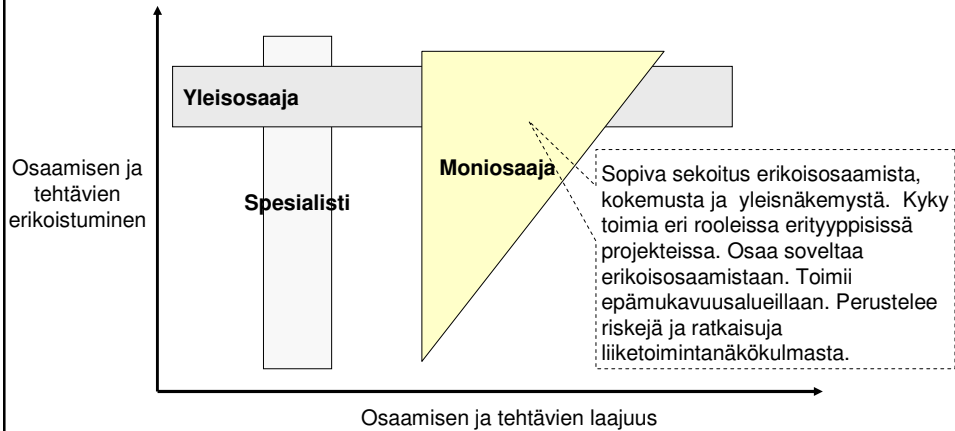 Yleisosaaja
Moniosaaja
Spesialisti
Osaamisen ja
tehtävien
erikoistuminen
Sopiva sekoitus erikoisosaamista,
kokemusta ja yleisnäkemystä. Kyky
toimia eri rooleissa erityyppisissä
projekteissa. Osaa soveltaa
erikoisosaamistaan. Toimii
epämukavuusalueillaan. Perustelee
riskejä ja ratkaisuja
liiketoimintanäkökulmasta.
Osaamisen ja tehtävien laajuus